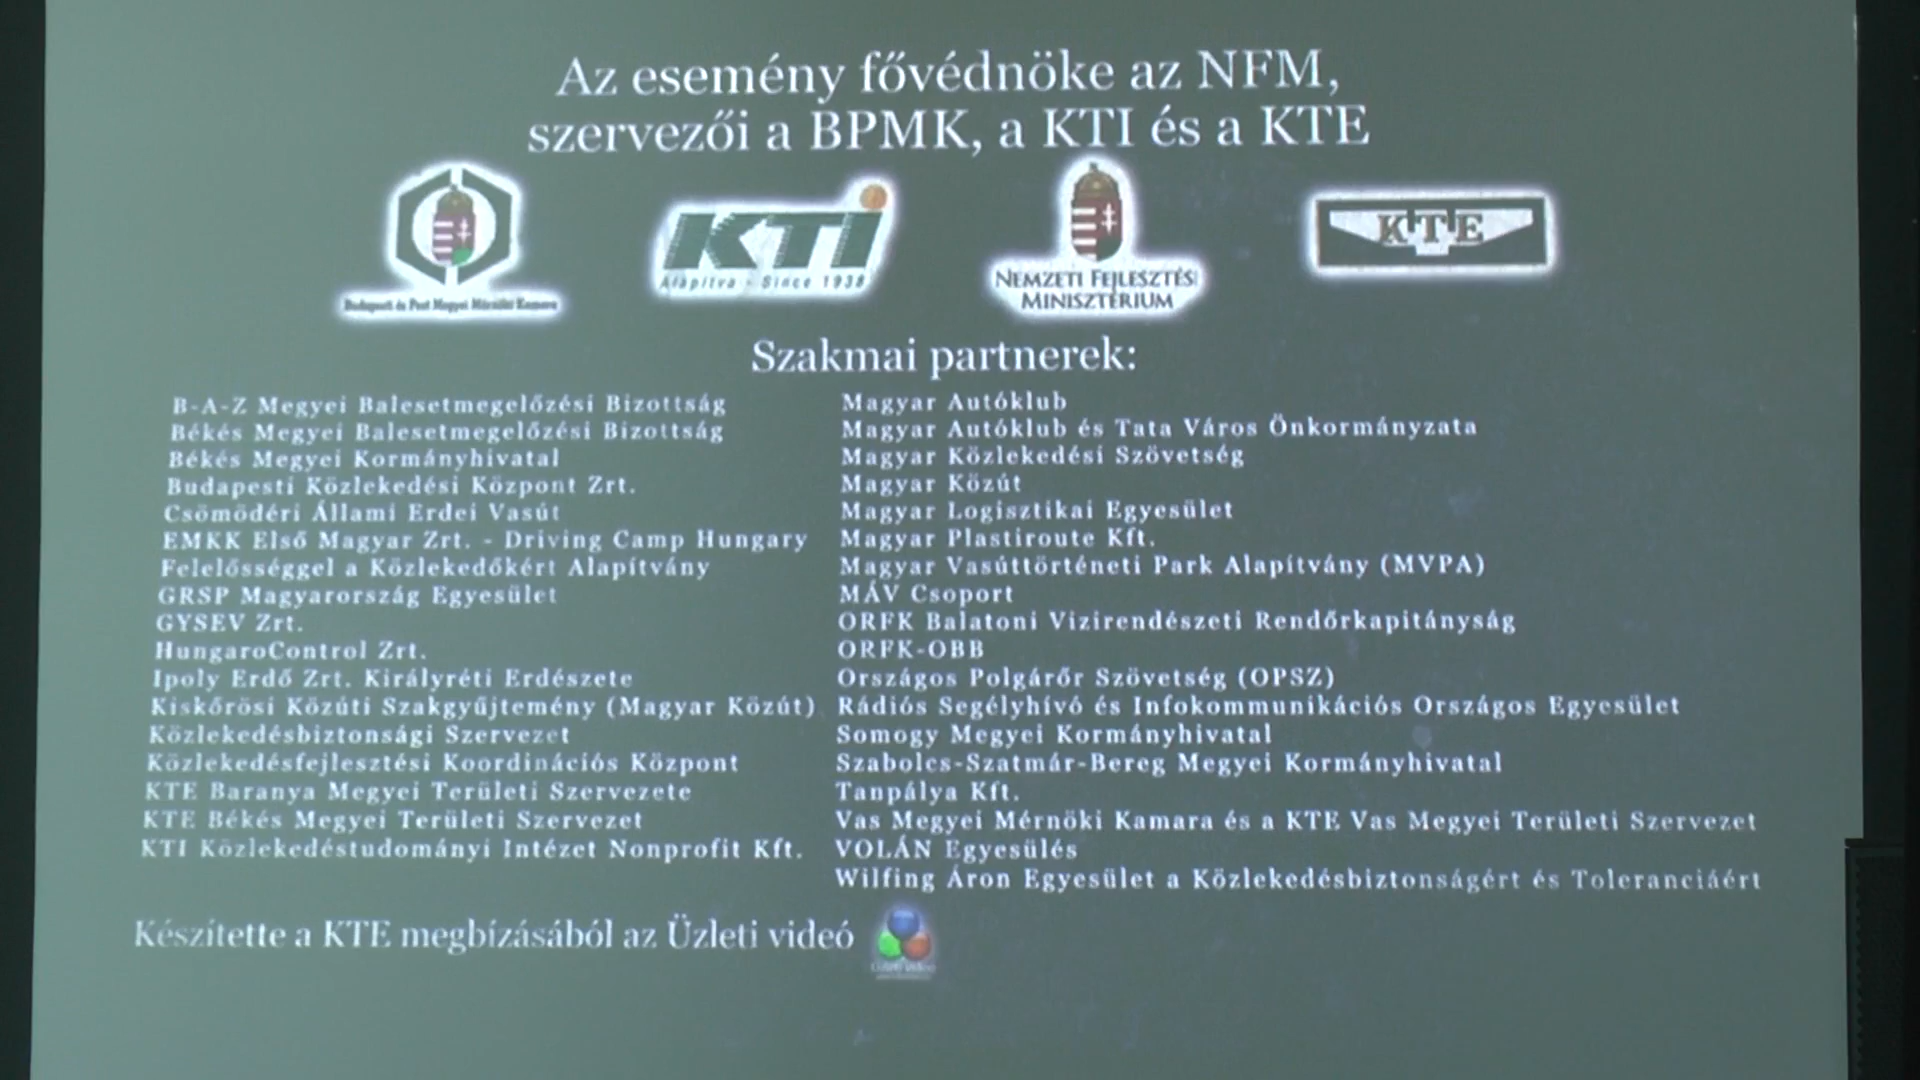 Az esemény fővédnöke az NFM,
szervezői a BPMK, a KTI és a KTE
Budapesti és Pest Megyei Mérnöki Kamara
KTI
Alapítva - Since 1938
NEMZETI FEJLESZTÉSI
MINISZTÉRIUM
KTE
Szakmai partnerek:
B-A-Z Megyei Balesetmegelőzési Bizottság
Békés Megyei Balesetmegelőzési Bizottság
Békés Megyei Kormányhivatal
Budapesti Közlekedési Központ Zrt.
Csömödéri Állami Erdei Vasút
EMKK Első Magyar Zrt. - Driving Camp Hungary
Felelősséggel a Közlekedőkért Alapítvány
GRSP Magyarország Egyesület
GYSEV Zrt.
HungaroControl Zrt.
Ipoly Erdő Zrt. Királyréti Erdészete
Kiskőrösi Közúti Szakgyűjtemény (Magyar Közút)
Közlekedésbiztonsági Szervezet
Közlekedésfejlesztési Koordinációs Központ
KTE Baranya Megyei Területi Szervezete
KTE Békés Megyei Területi Szervezet
KTI Közlekedéstudományi Intézet Nonprofit Kft.
Magyar Autóklub
Magyar Autóklub és Tata Város Önkormányzata
Magyar Közlekedési Szövetség
Magyar Közút
Magyar Logisztikai Egyesület
Magyar Plastiroute Kft.
Magyar Vasúttörténeti Park Alapítvány (MVPA)
MÁV Csoport
ORFK Balatoni Vizirendészeti Rendőrkapitányság
ORFK-OBB
Országos Polgárőr Szövetség (OPSZ)
Rádiós Segélyhívó és Infokommunikációs Országos Egyesület
Somogy Megyei Kormányhivatal
Szabolcs-Szatmár-Bereg Megyei Kormányhivatal
Tanpálya Kft.
Vas Megyei Mérnöki Kamara és a KTE Vas Megyei Területi Szervezet
VOLÁN Egyesülés
Wilfing Áron Egyesület a Közlekedésbiztonságért és Toleranciáért
Készítette a KTE megbízásából az Üzleti videó